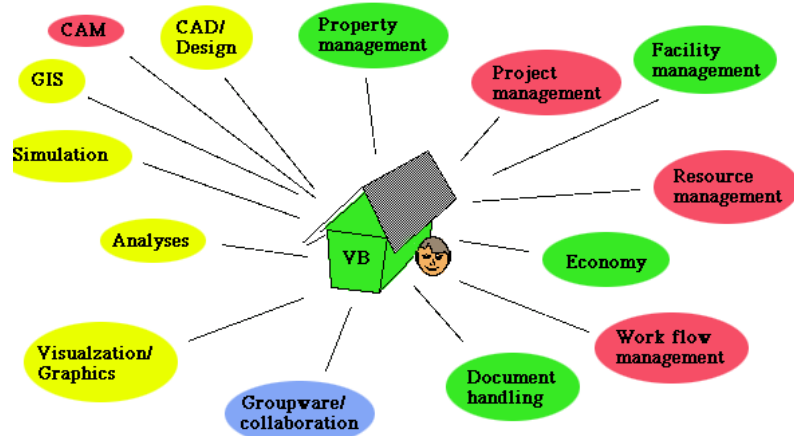 CAM
CAD/
Design
Property
management
Facility
management
Project
management
GIS
Simulation
Resource
management
Analyses
VB
Economy
Visualzation/
Graphics
Work flow
management
Document
handling
Groupware/
collaboration